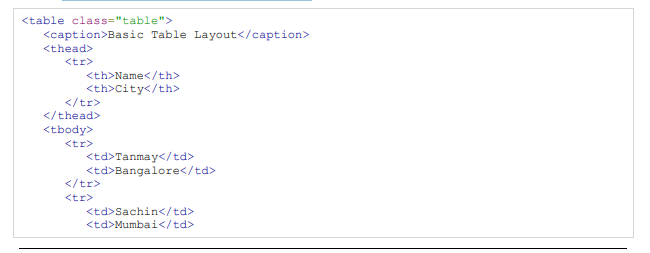 <table class="table">
   <caption>Basic Table Layout</caption>
   <thead>
      <tr>
         <th>Name</th>
         <th>City</th>
      </tr>
   </thead>
   <tbody>
      <tr>
         <td>Tanmay</td>
         <td>Bangalore</td>
      </tr>
      <tr>
         <td>Sachin</td>
         <td>Mumbai</td>